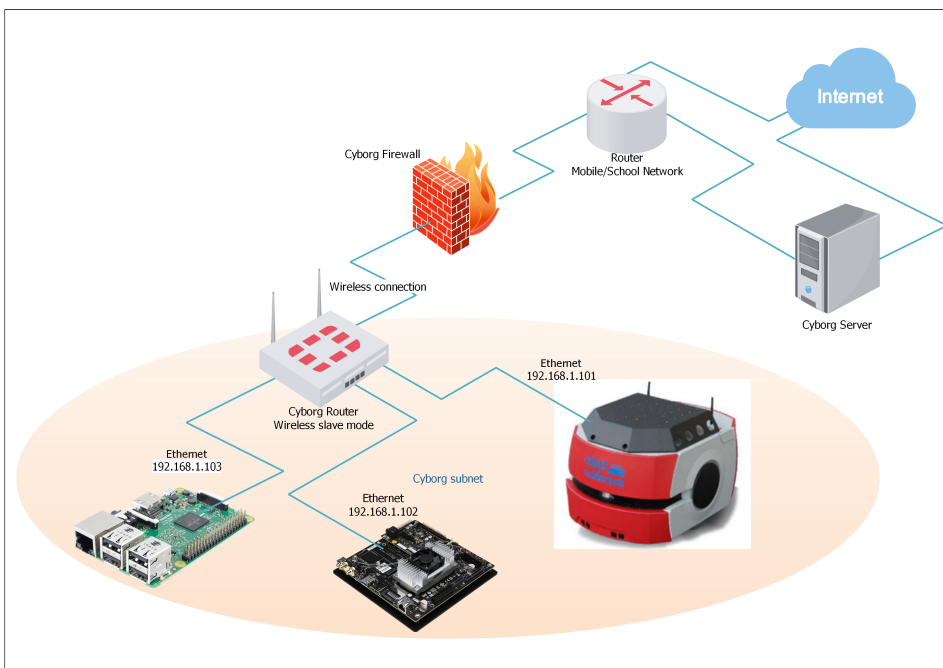 Internet
Cyborg Firewall
Router
Mobile/School Network
Wireless connection
Cyborg Server
Ethernet
192.168.1.101
Cyborg Router
Wireless slave mode
Ethernet
192.168.1.103
Cyborg subnet
Ethernet
192.168.1.102